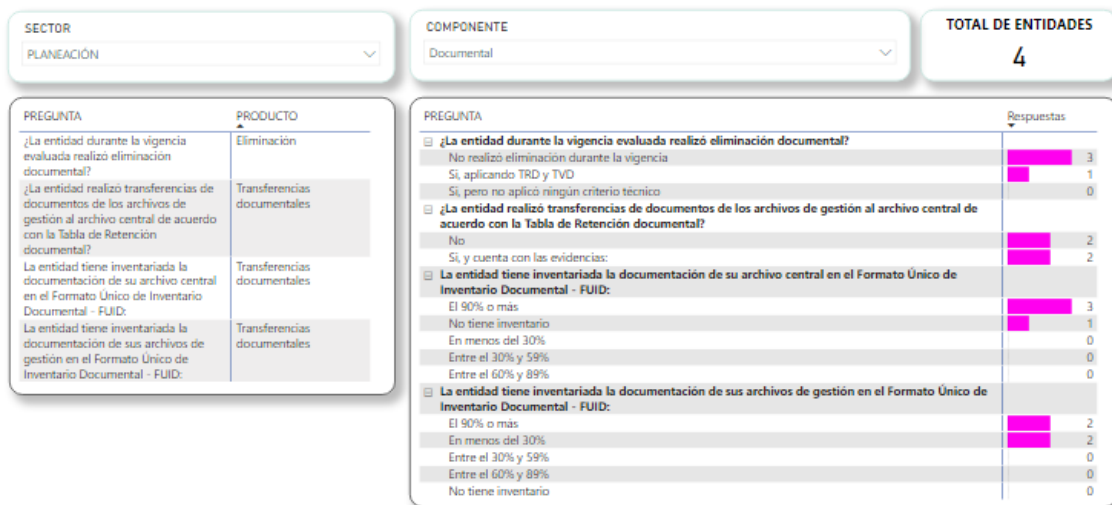 SECTOR
PLANEACIÓN
COMPONENTE
Documental
TOTAL DE ENTIDADES
4
PREGUNTA PRODUCTO
¿La entidad durante la vigencia Eliminación
evaluada realizó eliminación
documental?
¿La entidad realizó transferencias de Transferencias
documentos de los archivos de documentales
gestión al archivo central de acuerdo
con la Tabla de Retención
documental?
La entidad tiene inventariada la Transferencias
documentación de su archivo central documentales
en el Formato Único de Inventario
Documental - FUID:
La entidad tiene inventariada la Transferencias
documentación de sus archivos de documentales
gestión en el Formato Único de
Inventario Documental - FUID:
PREGUNTA Respuestas
¿La entidad durante la vigencia evaluada realizó eliminación documental?
No realizó eliminación durante la vigencia 3
Si, aplicando TRD y TVD 1
Si, pero no aplicó ningún criterio técnico 0
¿La entidad realizó transferencias de documentos de los archivos de gestión al archivo central de
acuerdo con la Tabla de Retención documental?
No 2
Si, y cuenta con las evidencias: 2
La entidad tiene inventariada la documentación de su archivo central en el Formato Único de
Inventario Documental - FUID:
El 90% o más 3
No tiene inventario 1
En menos del 30% 0
Entre el 30% y 59% 0
Entre el 60% y 89% 0
La entidad tiene inventariada la documentación de sus archivos de gestión en el Formato Único de
Inventario Documental - FUID:
El 90% o más 2
En menos del 30% 2
Entre el 30% y 59% 0
Entre el 60% y 89% 0
No tiene inventario 0